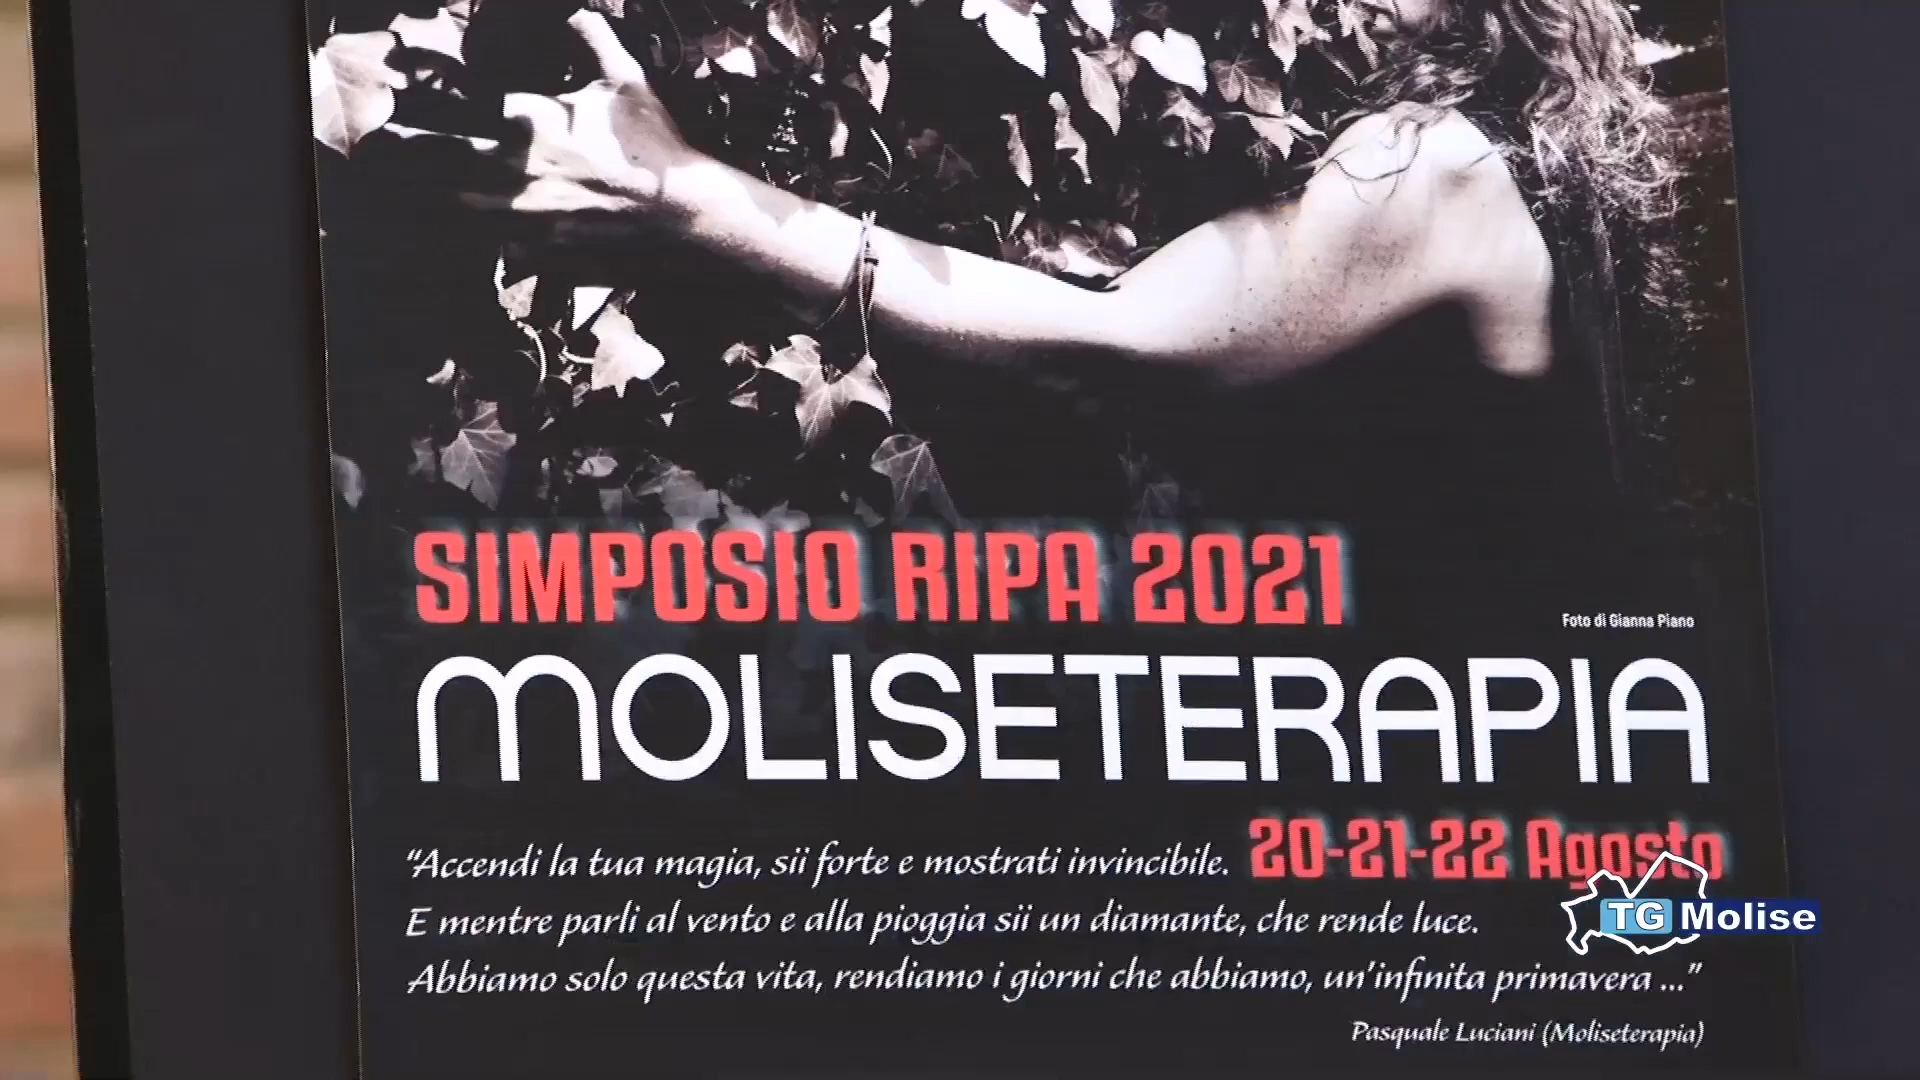 SIMPOSIO RIPA 2021
Foto di Gianna Piano
MOLISETERAPIA
20-21-22 Agosto
“Accendi la tua magia, sii forte e mostrati invincibile.
E mentre parli al vento e alla pioggia sii un diamante, che rende luce.
Abbiamo solo questa vita, rendiamo i giorni che abbiamo, un’infinita primavera ...”
Pasquale Luciani (Moliseterapia)
TG Molise